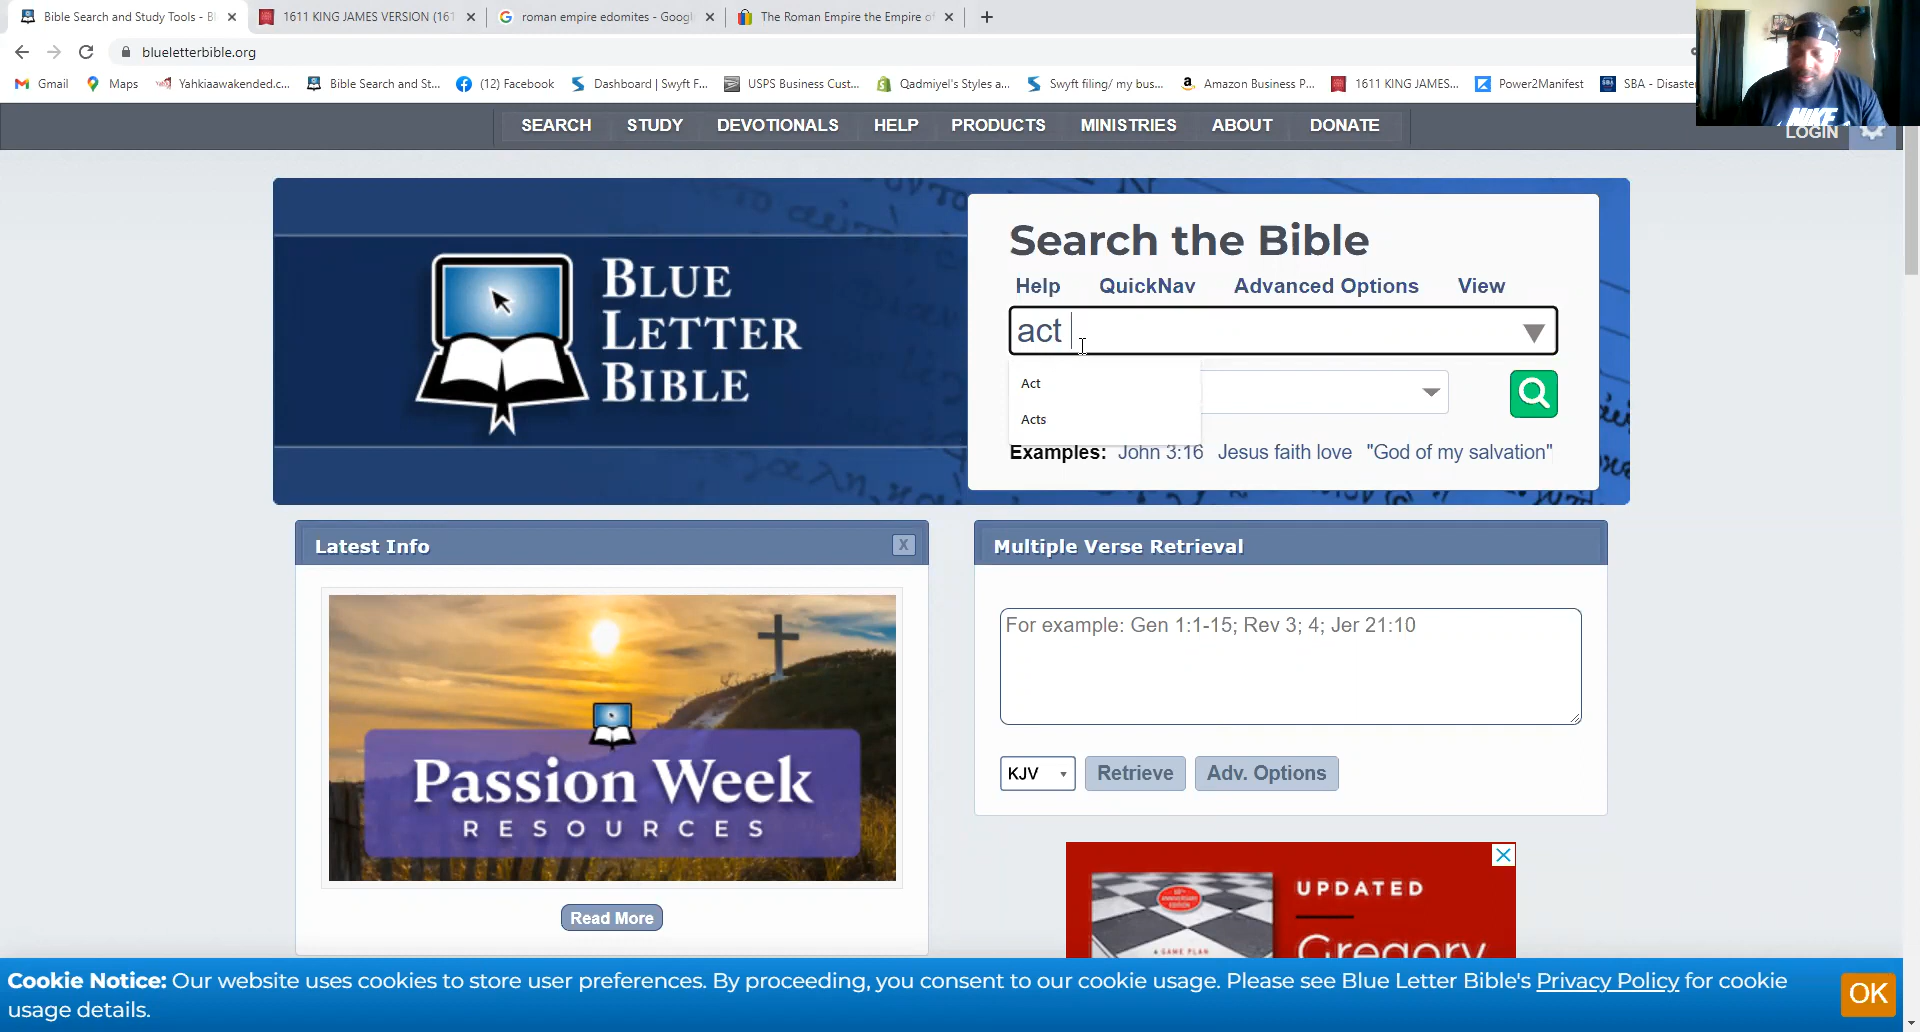 Bible Search and Study Tools - Bl
1611 KING JAMES VERSION (161
roman empire edomites - Googl
The Roman Empire the Empire of
blueletterbible.org
Gmail
Maps
Yahkiaawakended.c...
Bible Search and St...
(12) Facebook
Dashboard | Swyft F...
USPS Business Cust...
Qadmiyel's Styles a...
Swyft filing/ my bus...
Amazon Business P...
1611 KING JAMES...
Power2Manifest
SBA - Disaste
NIKE
SEARCH
STUDY
DEVOTIONALS
HELP
PRODUCTS
MINISTRIES
ABOUT
DONATE
LOGIN
BLUE
LETTER
BIBLE
Search the Bible
Help
QuickNav
Advanced Options
View
act
Act
Acts
Examples: John 3:16 Jesus faith love "God of my salvation"
Latest Info
X
Passion Week
RESOURCES
Read More
Multiple Verse Retrieval
For example: Gen 1:1-15; Rev 3; 4; Jer 21:10
KJV
Retrieve
Adv. Options
UPDATED
Gregory
A GAME PLAN
Cookie Notice: Our website uses cookies to store user preferences. By proceeding, you consent to our cookie usage. Please see Blue Letter Bible's Privacy Policy for cookie
usage details.
OK